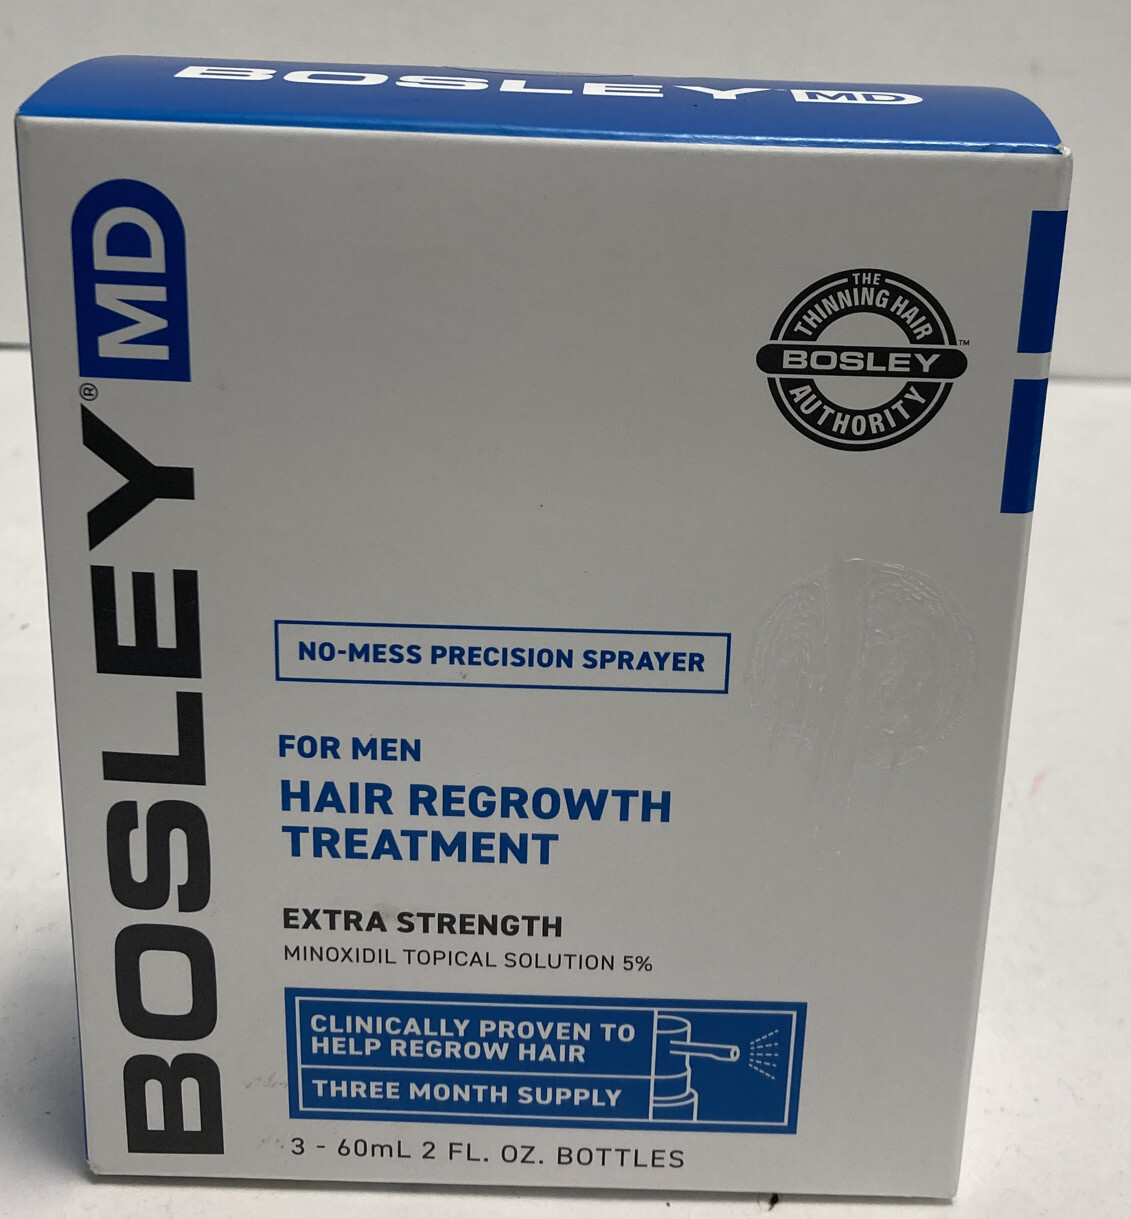 BOSLEY MD
BOSLEY® MD
THE
THINNING HAIR
BOSLEY™
AUTHORITY
NO-MESS PRECISION SPRAYER
FOR MEN
HAIR REGROWTH
TREATMENT
EXTRA STRENGTH
MINOXIDIL TOPICAL SOLUTION 5%
CLINICALLY PROVEN TO
HELP REGROW HAIR
THREE MONTH SUPPLY
3 - 60mL 2 FL. OZ. BOTTLES